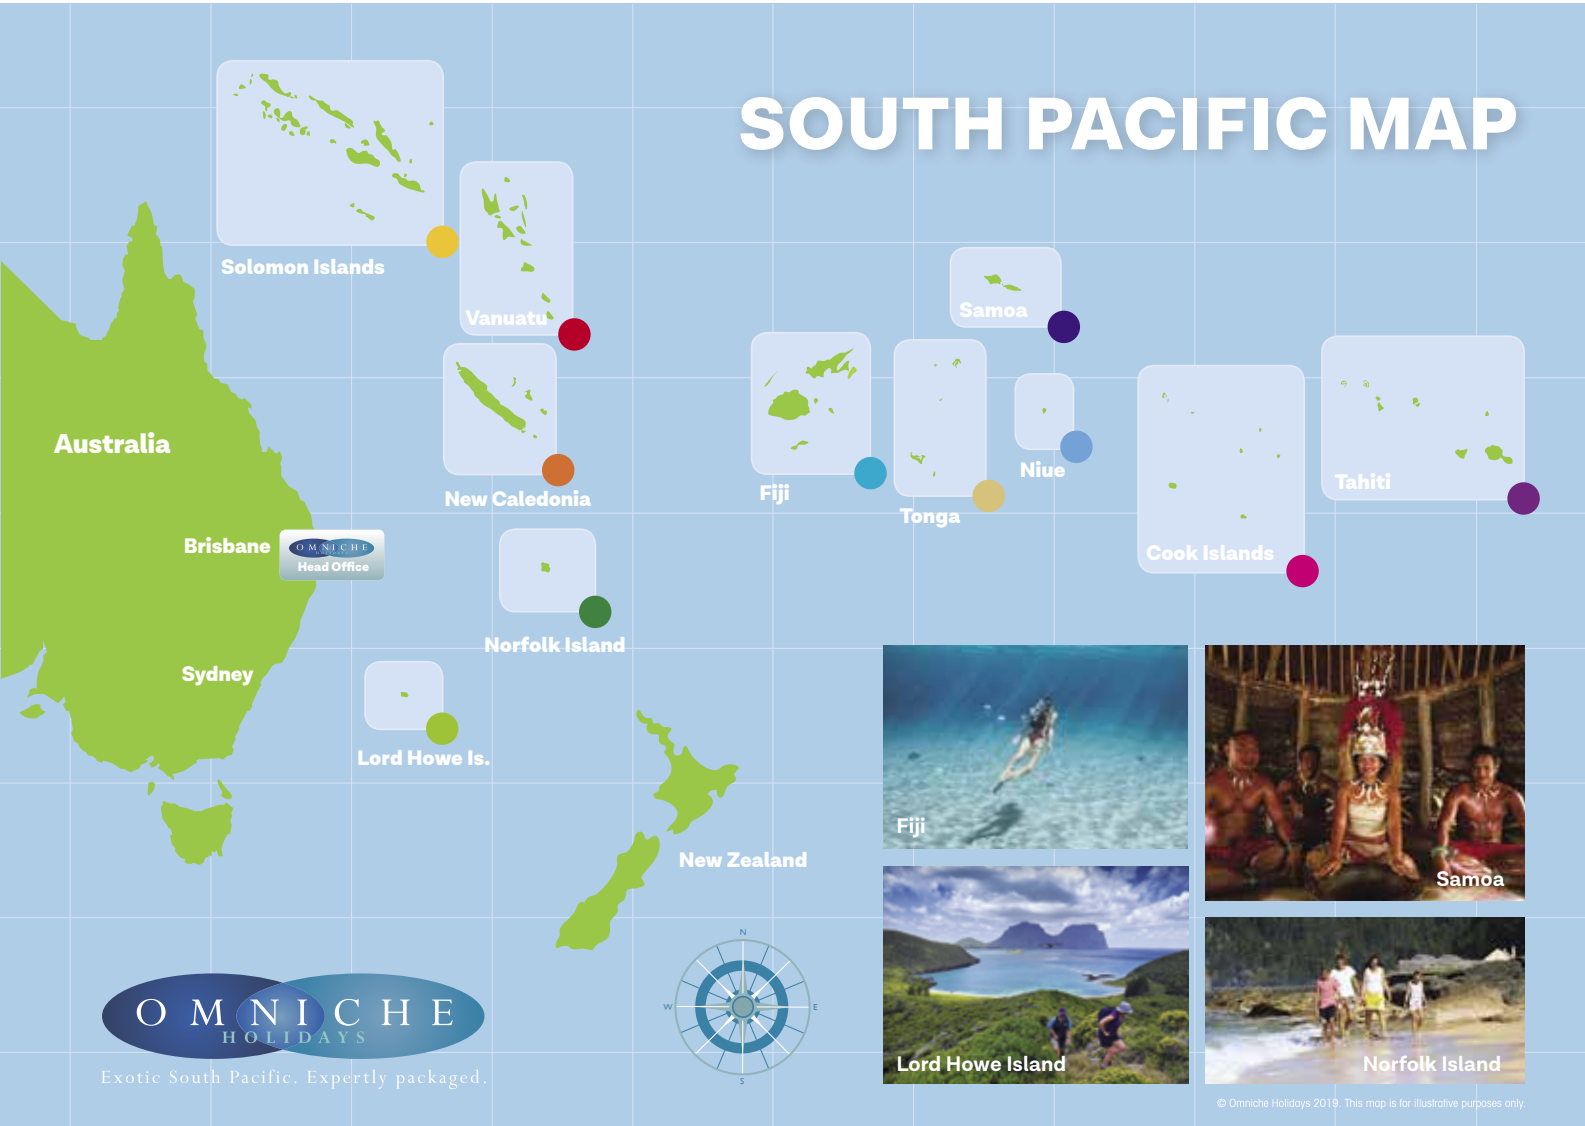 SOUTH PACIFIC MAP
Solomon Islands
Vanuatu
Samoa
Australia
New Caledonia
Fiji
Tonga
Niue
Cook Islands
Tahiti
Brisbane
OMNICHE
Head Office
Norfolk Island
Sydney
Lord Howe Is.
New Zealand
Fiji
Samoa
Lord Howe Island
Norfolk Island
N
W
E
S
OMNICHE
HOLIDAYS
Exotic South Pacific. Expertly packaged.
© Omniche Holidays 2019. This map is for illustrative purposes only.